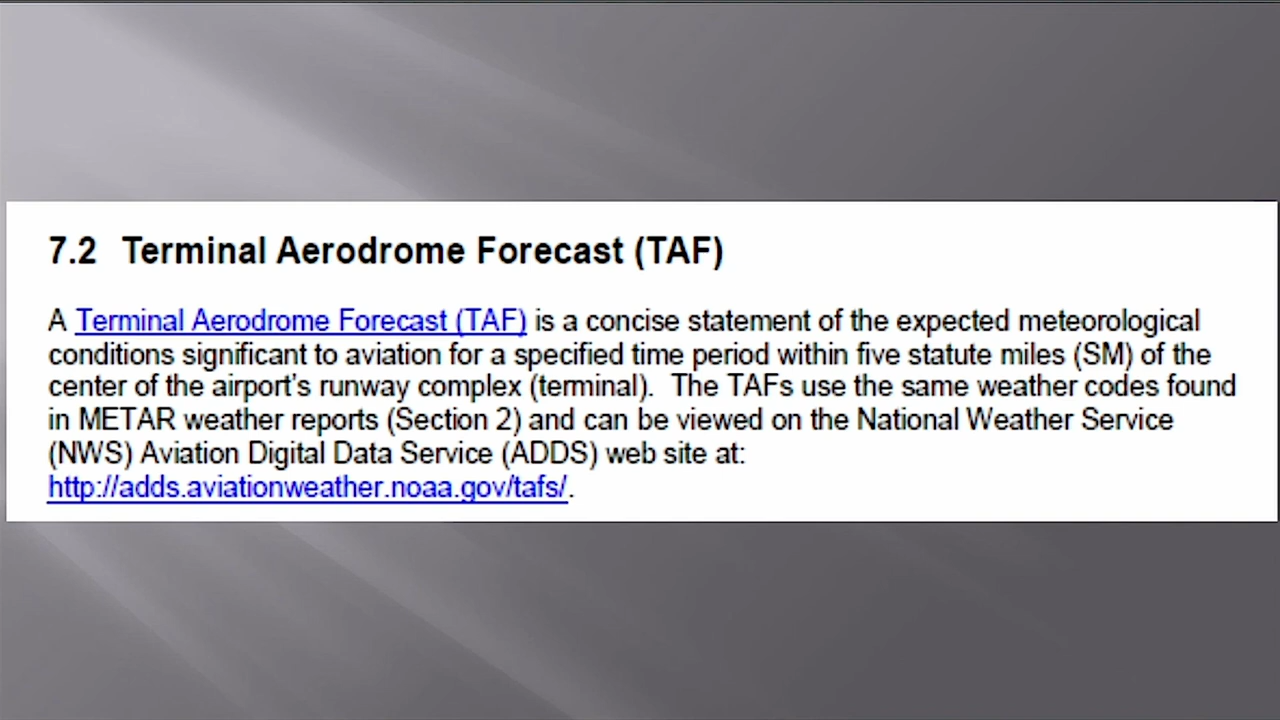 7.2 Terminal Aerodrome Forecast (TAF)
A Terminal Aerodrome Forecast (TAF) is a concise statement of the expected meteorological
conditions significant to aviation for a specified time period within five statute miles (SM) of the
center of the airport's runway complex (terminal). The TAFs use the same weather codes found
in METAR weather reports (Section 2) and can be viewed on the National Weather Service
(NWS) Aviation Digital Data Service (ADDS) web site at:
http://adds.aviationweather.noaa.gov/tafs/.